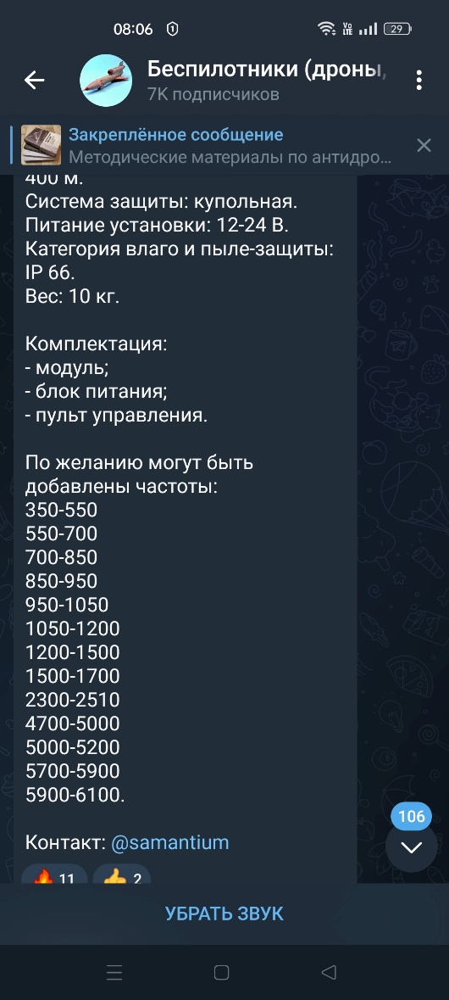 08:06
1
Vo
LTE
29
Беспилотники (дроны,
7K подписчиков
Закреплённое сообщение
Методические материалы по антидро...
400 м.
Система защиты: купольная.
Питание установки: 12-24 В.
Категория влаго и пыле-защиты:
IP 66.
Вес: 10 кг.
Комплектация:
- модуль;
- блок питания;
- пульт управления.
По желанию могут быть
добавлены частоты:
350-550
550-700
700-850
850-950
950-1050
1050-1200
1200-1500
1500-1700
2300-2510
4700-5000
5000-5200
5700-5900
5900-6100.
106
Контакт: @samantium
11
2
УБРАТЬ ЗВУК